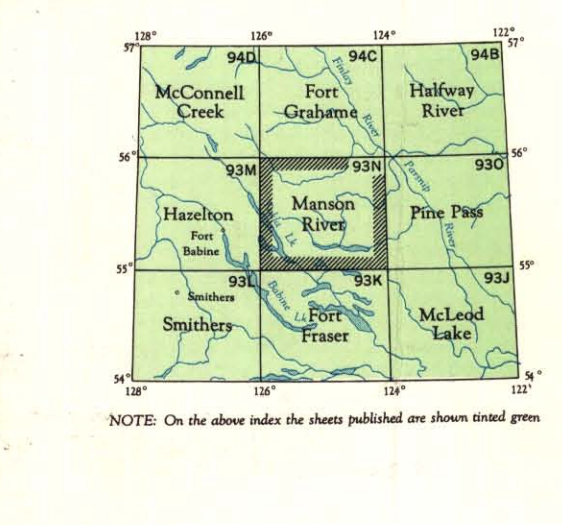 128° 126° 124° 122°
57° 57°
94D 94C 94B
McConnell Creek
Fort Grahame
Halfway River
Finlay River
56° 56°
93M 93N 93O
Hazelton
Fort Babine
Manson River
Pine Pass
Parsnip River
Lk
55° 55°
93L 93K 93J
Smithers
Smithers
Babine Lk
Fort Fraser
McLeod Lake
54° 54°
128° 126° 124° 122°
NOTE: On the above index the sheets published are shown tinted green